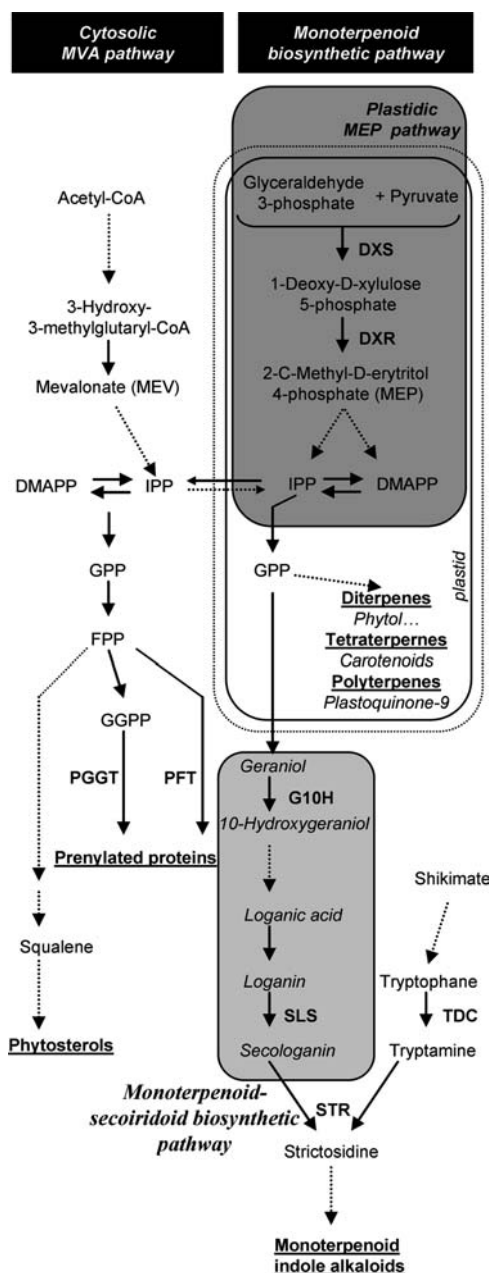 Cytosolic
MVA pathway
Monoterpenoid
biosynthetic pathway
Plastidic
MEP pathway
Glyceraldehyde
3-phosphate
+ Pyruvate
Acetyl-CoA
DXS
1-Deoxy-D-xylulose
5-phosphate
3-Hydroxy-
3-methylglutaryl-CoA
DXR
Mevalonate (MEV)
2-C-Methyl-D-erytritol
4-phosphate (MEP)
DMAPP
IPP
IPP
DMAPP
GPP
GPP
plastid
Diterpenes
Phytol...
Tetraterpernes
Carotenoids
Polyterpenes
Plastoquinone-9
FPP
GGPP
PGGT
PFT
Geraniol
G10H
10-Hydroxygeraniol
Prenylated proteins
Shikimate
Loganic acid
Squalene
Loganin
Tryptophane
SLS
TDC
Phytosterols
Secologanin
Tryptamine
Monoterpenoid-
secoiridoid biosynthetic
pathway
STR
Strictosidine
Monoterpenoid
indole alkaloids